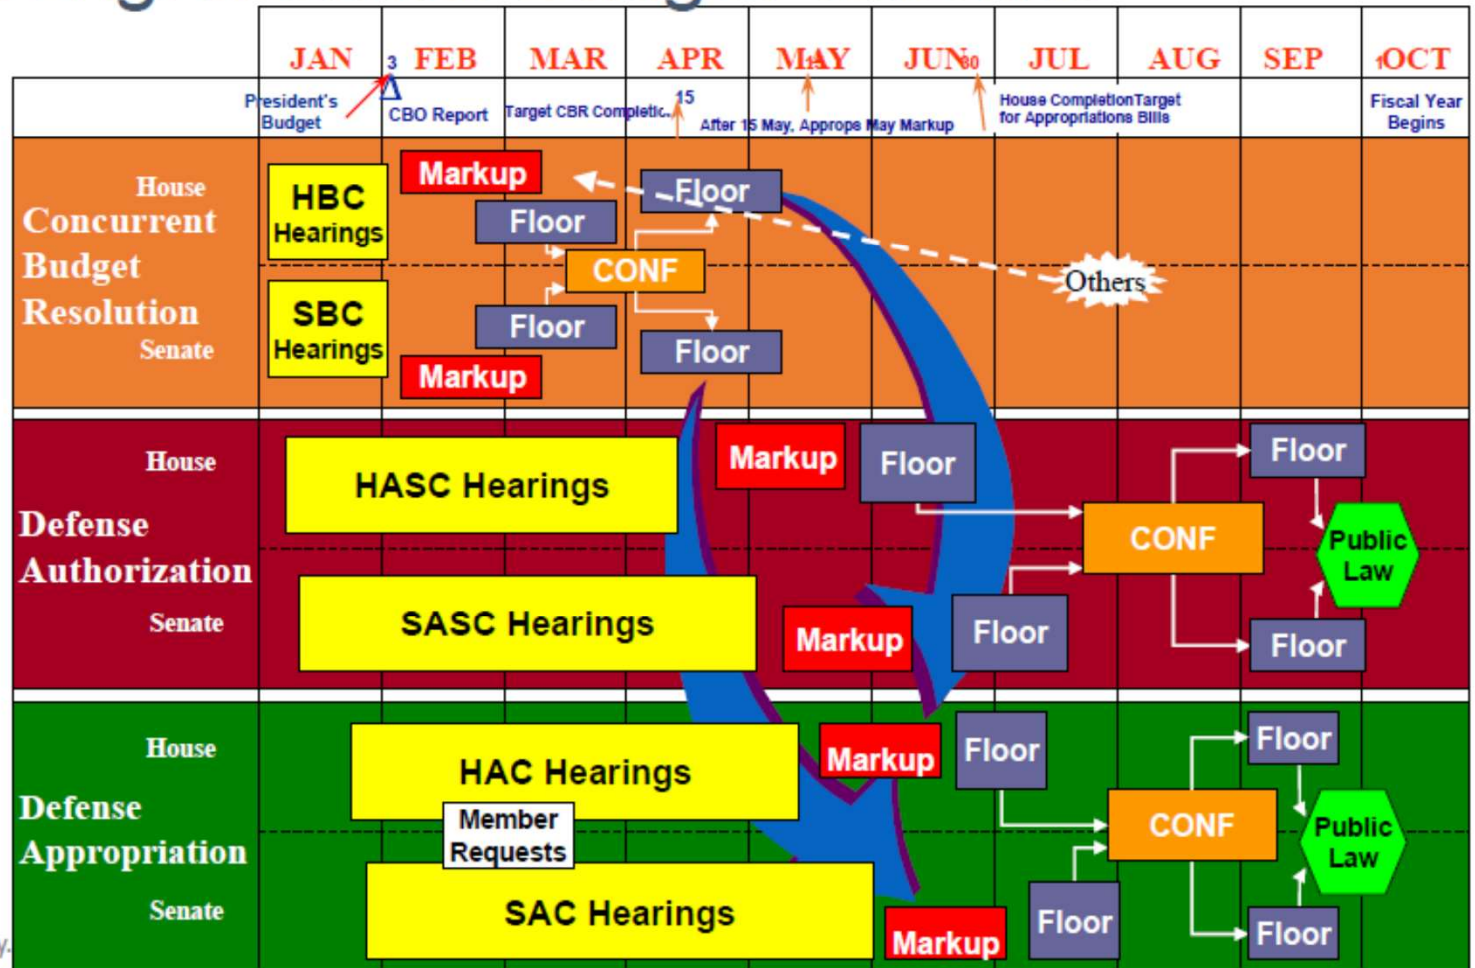 JAN FEB MAR APR MAY JUN JUL AUG SEP OCT
3 15 30 1
President's
Budget
CBO Report
Target CBR Completion
15
After 15 May, Approps May Markup
House Completion Target
for Appropriations Bills
Fiscal Year
Begins
House
Concurrent
Budget
Resolution
Senate
HBC
Hearings
SBC
Hearings
Markup
Floor
CONF
Floor
Markup
Floor
Floor
Others
House
Defense
Authorization
Senate
HASC Hearings
SASC Hearings
Markup
Floor
Markup
Floor
CONF
Floor
Floor
Public
Law
House
Defense
Appropriation
Senate
HAC Hearings
Member
Requests
SAC Hearings
Markup
Floor
Markup
Floor
CONF
Floor
Floor
Public
Law